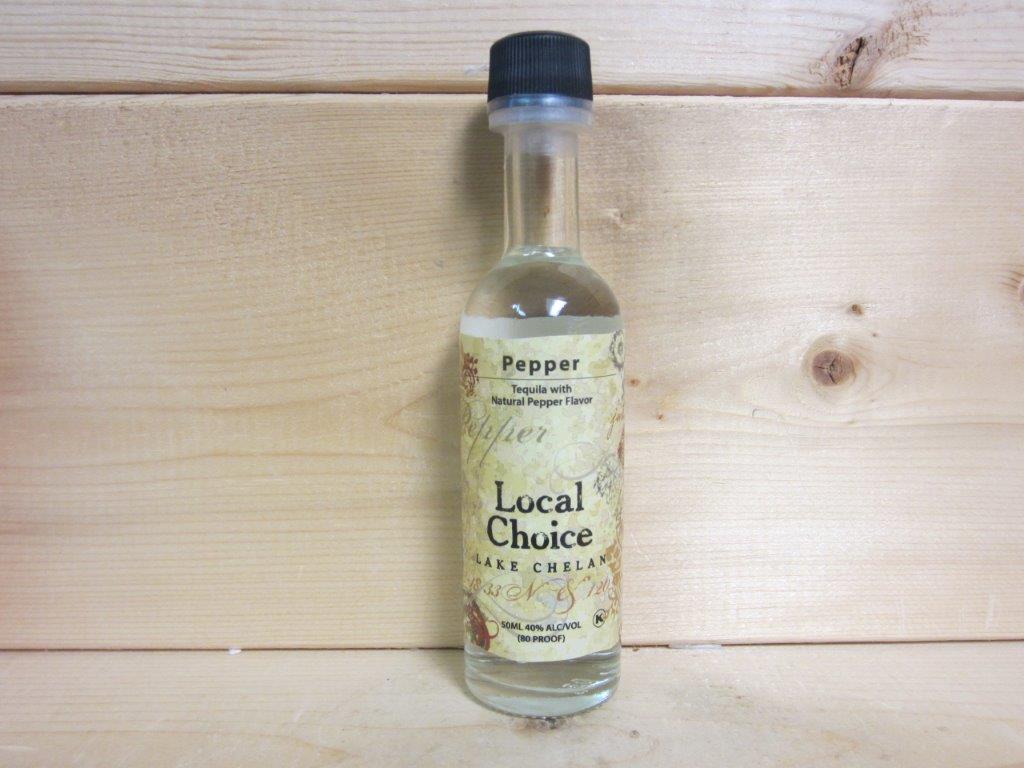 Pepper
Tequila with
Natural Pepper Flavor
Pepper
Local
Choice
LAKE CHELAN
50ML 40% ALC/VOL
(80 PROOF)
K